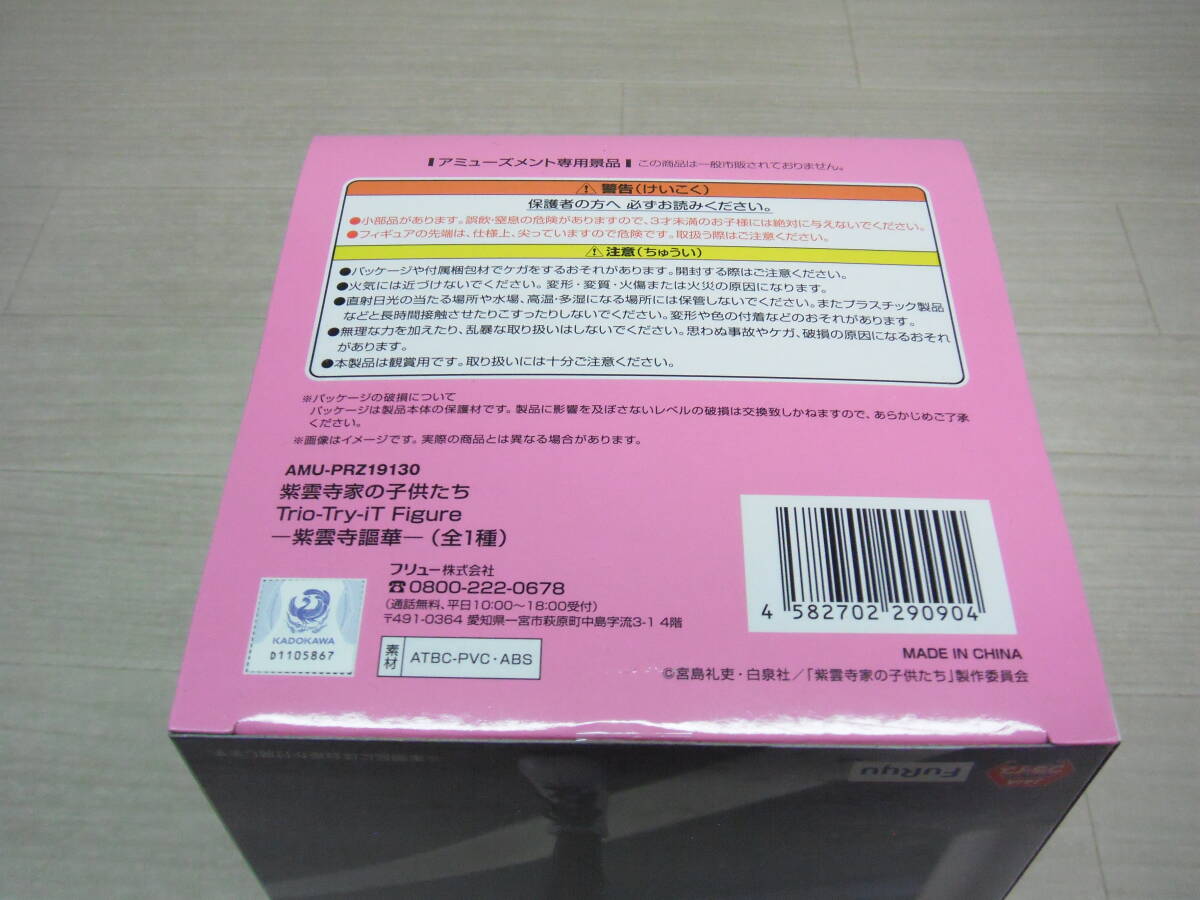 アミューズメント専用景品 この商品は一般市販されておりません。
警告(けいこく)
保護者の方へ 必ずお読みください。
●小部品があります。誤飲・窒息の危険がありますので、3才未満のお子様には絶対に与えないでください。
●フィギュアの先端は、仕様上、尖っていますので危険です。取扱う際はご注意ください。
注意(ちゅうい)
●パッケージや付属梱包材でケガをするおそれがあります。開封する際はご注意ください。
●火気には近づけないでください。変形・変質・火傷または火災の原因になります。
●直射日光の当たる場所や水場、高温・多湿になる場所には保管しないでください。またプラスチック製品
などと長時間接触させたりこすったりしないでください。変形や色の付着などのおそれがあります。
●無理な力を加えたり、乱暴な取り扱いはしないでください。思わぬ事故やケガ、破損の原因になるおそれ
があります。
●本製品は観賞用です。取り扱いには十分ご注意ください。
※パッケージの破損について
パッケージは製品本体の保護材です。製品に影響を及ぼさないレベルの破損は交換致しかねますので、あらかじめご了承
ください。
※画像はイメージです。実際の商品とは異なる場合があります。
AMU-PRZ19130
紫雲寺家の子供たち
Trio-Try-iT Figure
―紫雲寺謳華―(全1種)
フリュー株式会社
☎0800-222-0678
(通話無料、平日10:00~18:00受付)
〒491-0364 愛知県一宮市萩原町中島字流3-1 4階
KADOKAWA
D1105867
素材 ATBC-PVC・ABS
4 582702 290904
MADE IN CHINA
©宮島礼吏・白泉社/「紫雲寺家の子供たち」製作委員会
FuRyu